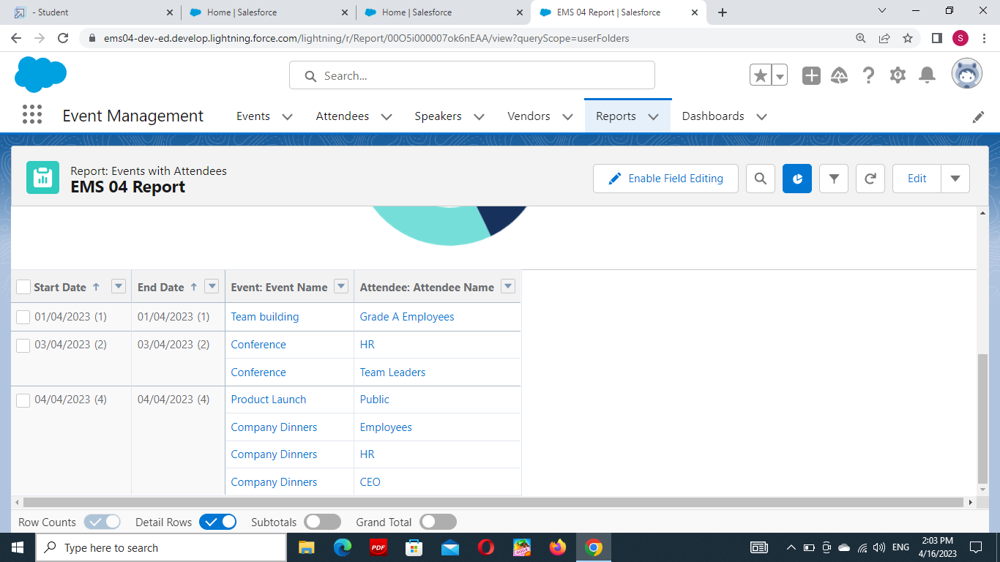 - Student
Home | Salesforce
Home | Salesforce
EMS 04 Report | Salesforce
ems04-dev-ed.develop.lightning.force.com/lightning/r/Report/00O5i000007ok6nEAA/view?queryScope=userFolders
S
Search...
Event Management Events Attendees Speakers Vendors Reports Dashboards
Report: Events with Attendees
EMS 04 Report
Enable Field Editing
Edit
Start Date ↑ End Date ↑ Event: Event Name Attendee: Attendee Name
01/04/2023 (1) 01/04/2023 (1) Team building Grade A Employees
03/04/2023 (2) 03/04/2023 (2) Conference HR
Conference Team Leaders
04/04/2023 (4) 04/04/2023 (4) Product Launch Public
Company Dinners Employees
Company Dinners HR
Company Dinners CEO
Row Counts Detail Rows Subtotals Grand Total
Type here to search
PDF
ENG
2:03 PM
4/16/2023